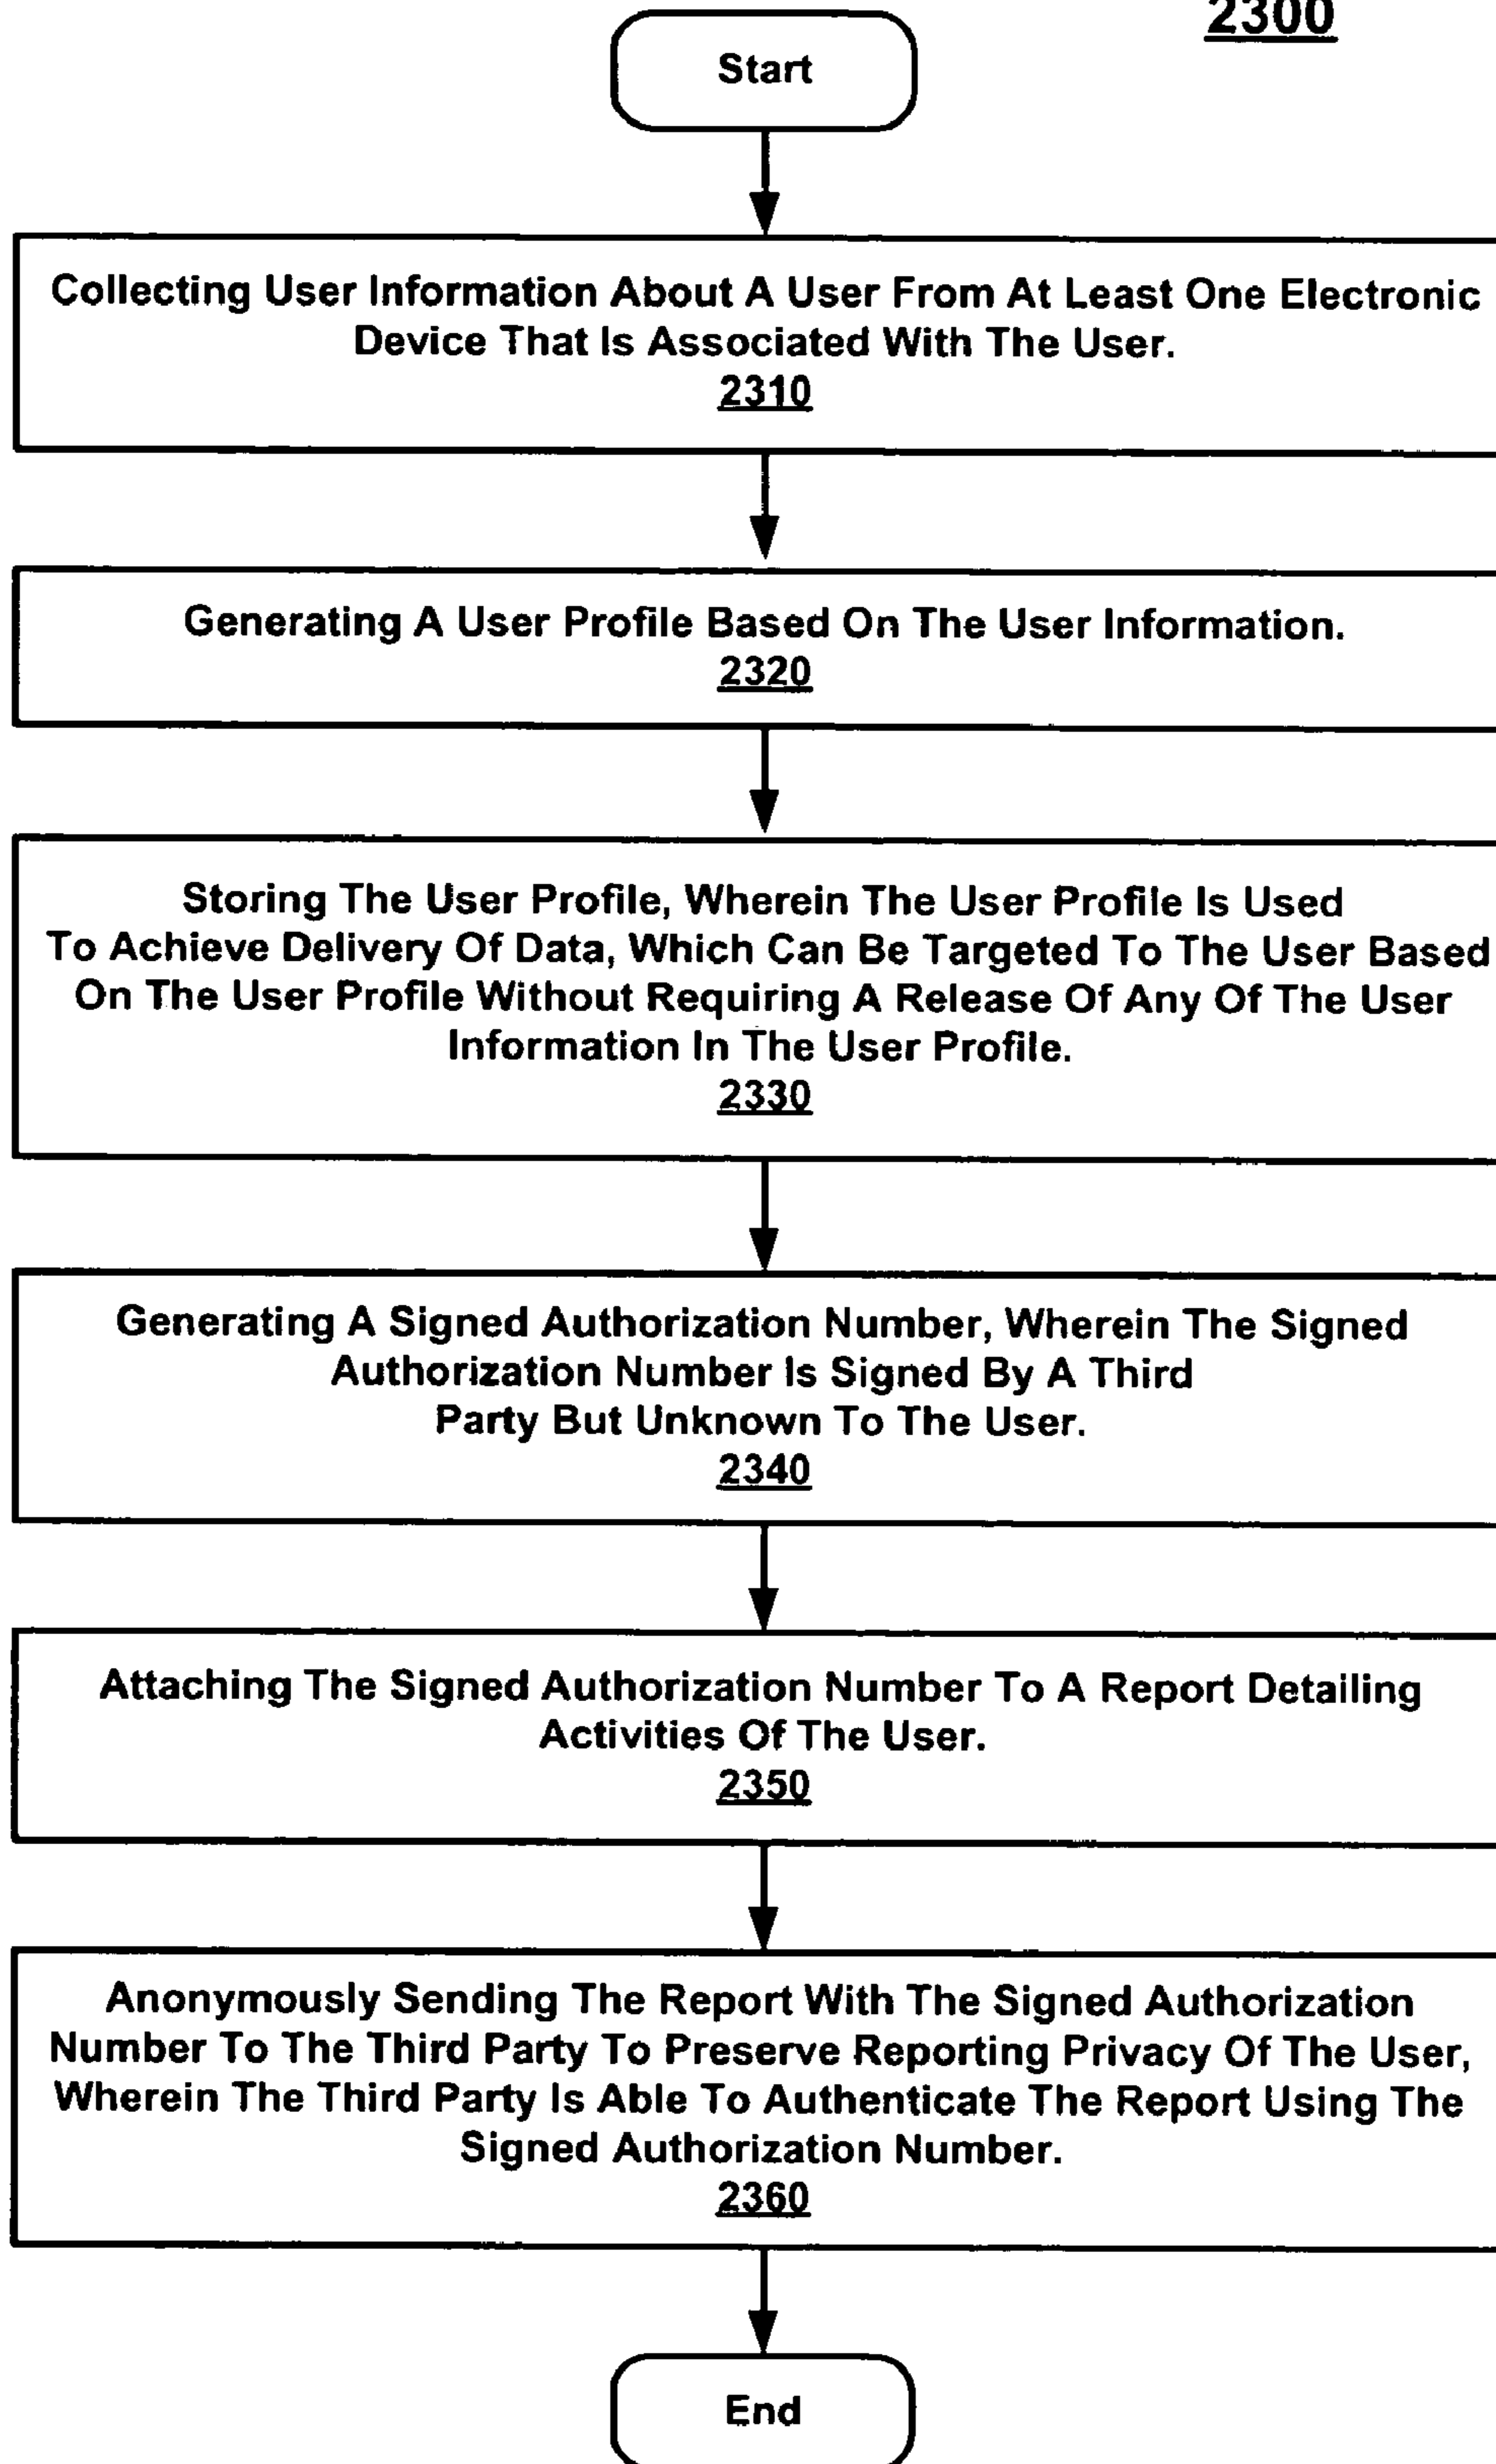 2300
Start
Collecting User Information About A User From At Least One Electronic
Device That Is Associated With The User.
2310
Generating A User Profile Based On The User Information.
2320
Storing The User Profile, Wherein The User Profile Is Used
To Achieve Delivery Of Data, Which Can Be Targeted To The User Based
On The User Profile Without Requiring A Release Of Any Of The User
Information In The User Profile.
2330
Generating A Signed Authorization Number, Wherein The Signed
Authorization Number Is Signed By A Third
Party But Unknown To The User.
2340
Attaching The Signed Authorization Number To A Report Detailing
Activities Of The User.
2350
Anonymously Sending The Report With The Signed Authorization
Number To The Third Party To Preserve Reporting Privacy Of The User,
Wherein The Third Party Is Able To Authenticate The Report Using The
Signed Authorization Number.
2360
End